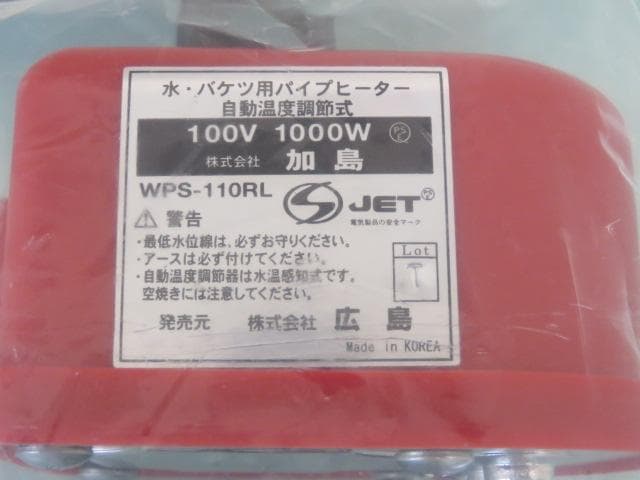 水・バケツ用パイプヒーター
自動温度調節式
100V 1000W PS E
株式会社 加島
WPS-110RL
S JET PS E
電気製品の安全マーク
⚠ 警告
・最低水位線は、必ずお守りください。
・アースは必ず付けてください。
・自動温度調節器は水温感知式です。
空焼きには注意してください。
Lot
T
発売元 株式会社 広島
Made in KOREA